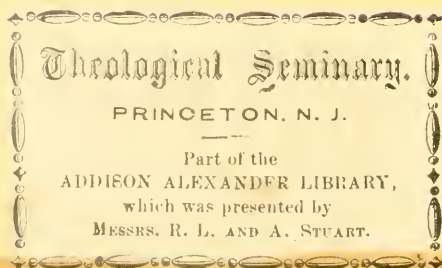 Theological Seminary.
PRINCETON, N. J.
Part of the
ADDISON ALEXANDER LIBRARY,
which was presented by
MESSRS. R. L. AND A. STUART.